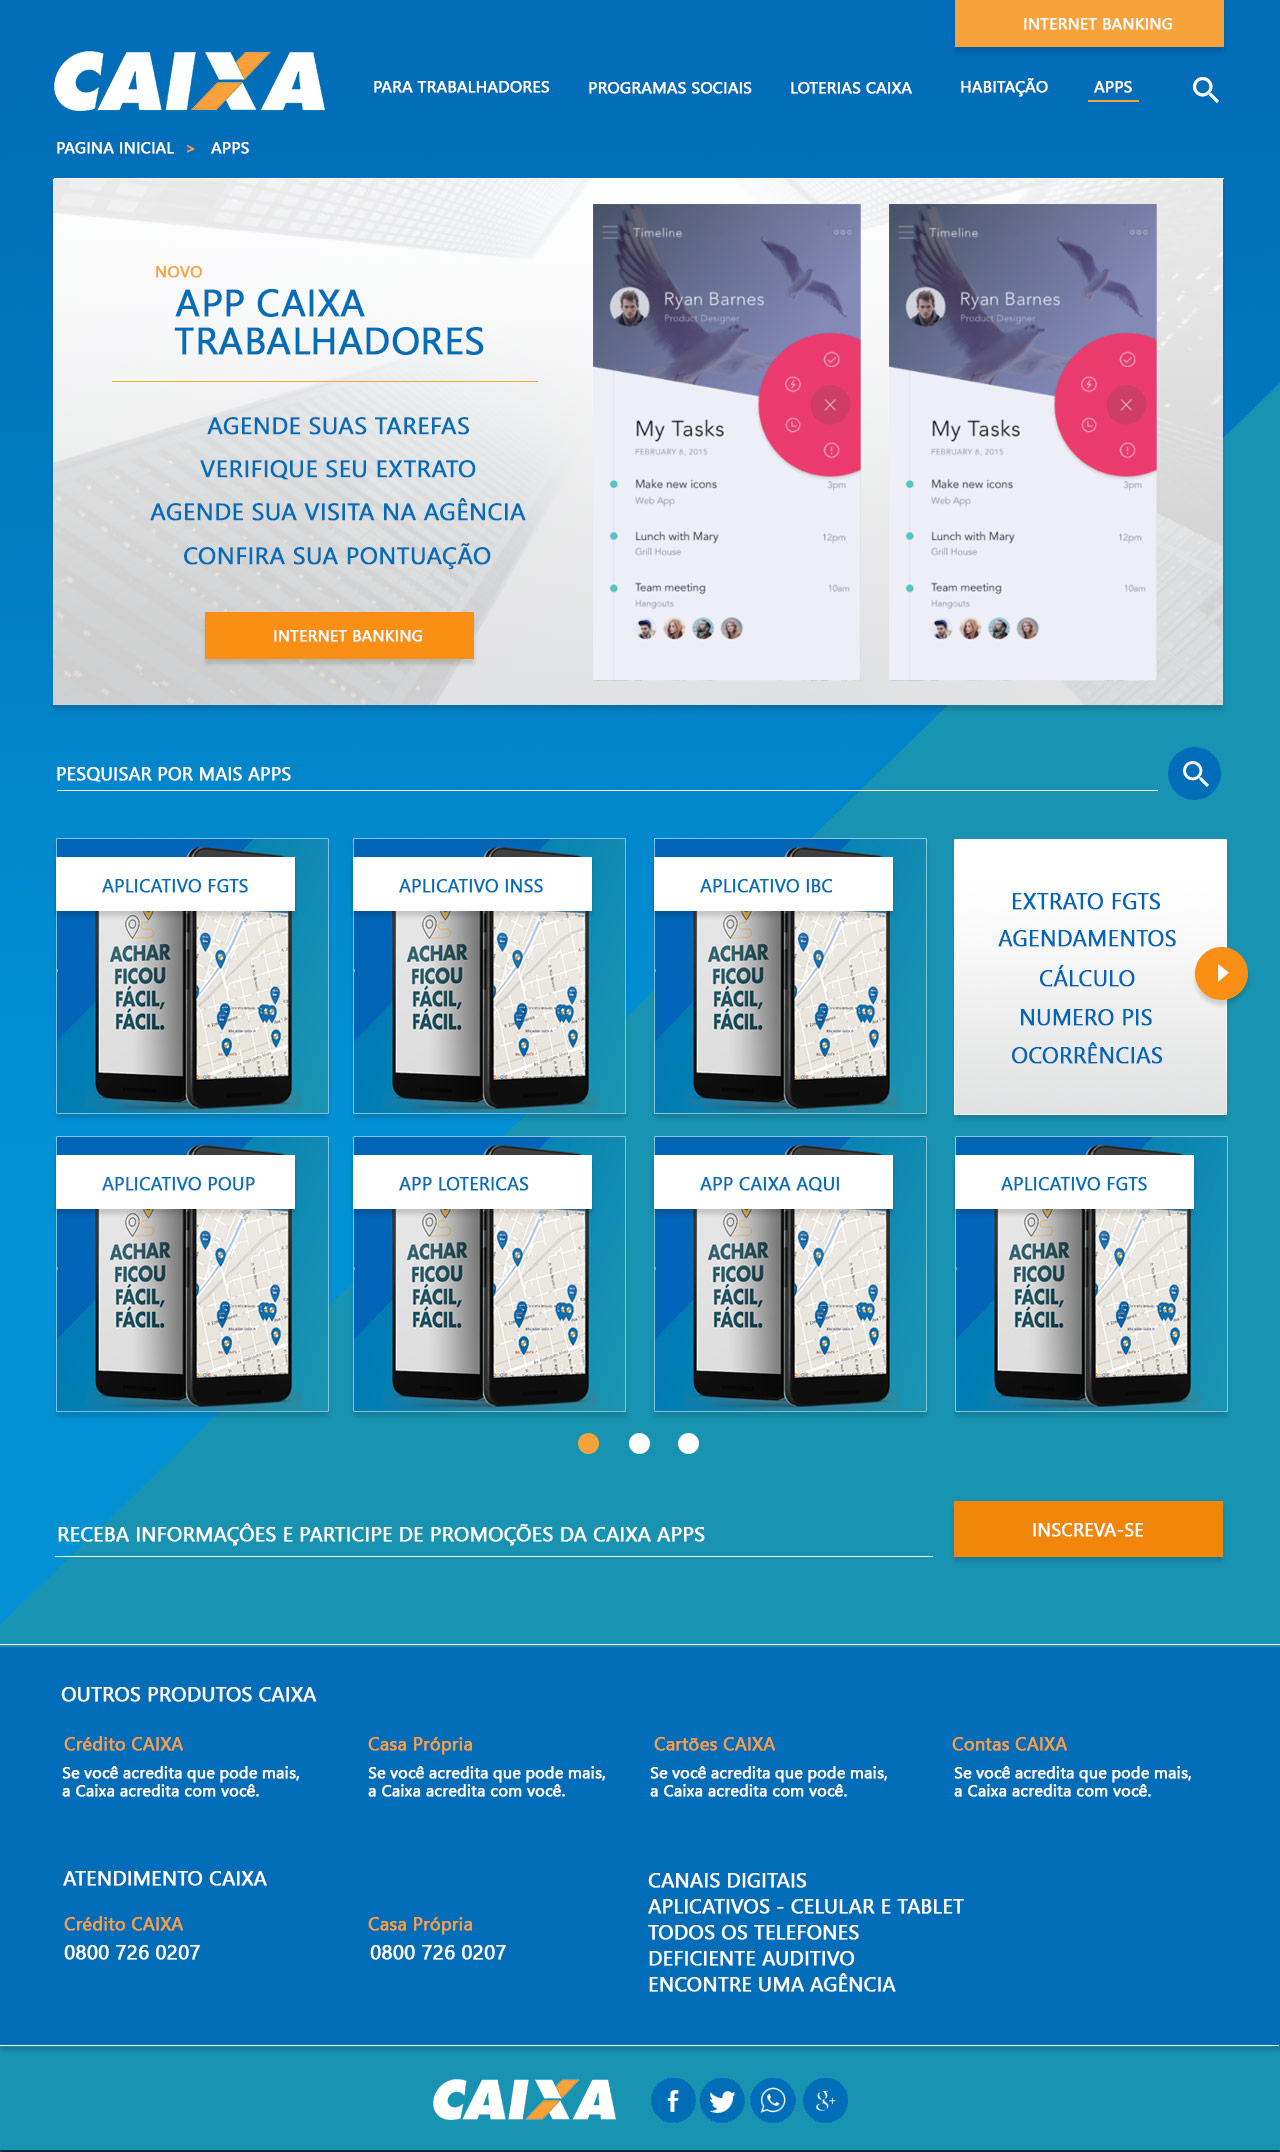 INTERNET BANKING
CAIXA
PARA TRABALHADORES
PROGRAMAS SOCIAIS
LOTERIAS CAIXA
HABITAÇÃO
APPS
PAGINA INICIAL > APPS
NOVO
APP CAIXA
TRABALHADORES
AGENDE SUAS TAREFAS
VERIFIQUE SEU EXTRATO
AGENDE SUA VISITA NA AGÊNCIA
CONFIRA SUA PONTUAÇÃO
INTERNET BANKING
Timeline
Ryan Barnes
Product Designer
My Tasks
FEBRUARY 8, 2015
Make new icons
3pm
Web App
Lunch with Mary
12pm
Grill House
Team meeting
10am
Hangouts
Timeline
Ryan Barnes
Product Designer
My Tasks
FEBRUARY 8, 2015
Make new icons
3pm
Web App
Lunch with Mary
12pm
Grill House
Team meeting
10am
Hangouts
PESQUISAR POR MAIS APPS
APLICATIVO FGTS
ACHAR
FICOU
FÁCIL,
FÁCIL.
APLICATIVO INSS
ACHAR
FICOU
FÁCIL,
FÁCIL.
APLICATIVO IBC
ACHAR
FICOU
FÁCIL,
FÁCIL.
EXTRATO FGTS
AGENDAMENTOS
CÁLCULO
NUMERO PIS
OCORRÊNCIAS
APLICATIVO POUP
ACHAR
FICOU
FÁCIL,
FÁCIL.
APP LOTERICAS
ACHAR
FICOU
FÁCIL,
FÁCIL.
APP CAIXA AQUI
ACHAR
FICOU
FÁCIL,
FÁCIL.
APLICATIVO FGTS
ACHAR
FICOU
FÁCIL,
FÁCIL.
RECEBA INFORMAÇÔES E PARTICIPE DE PROMOÇÕES DA CAIXA APPS
INSCREVA-SE
OUTROS PRODUTOS CAIXA
Crédito CAIXA
Se você acredita que pode mais,
a Caixa acredita com você.
Casa Própria
Se você acredita que pode mais,
a Caixa acredita com você.
Cartões CAIXA
Se você acredita que pode mais,
a Caixa acredita com você.
Contas CAIXA
Se você acredita que pode mais,
a Caixa acredita com você.
ATENDIMENTO CAIXA
Crédito CAIXA
0800 726 0207
Casa Própria
0800 726 0207
CANAIS DIGITAIS
APLICATIVOS - CELULAR E TABLET
TODOS OS TELEFONES
DEFICIENTE AUDITIVO
ENCONTRE UMA AGÊNCIA
CAIXA